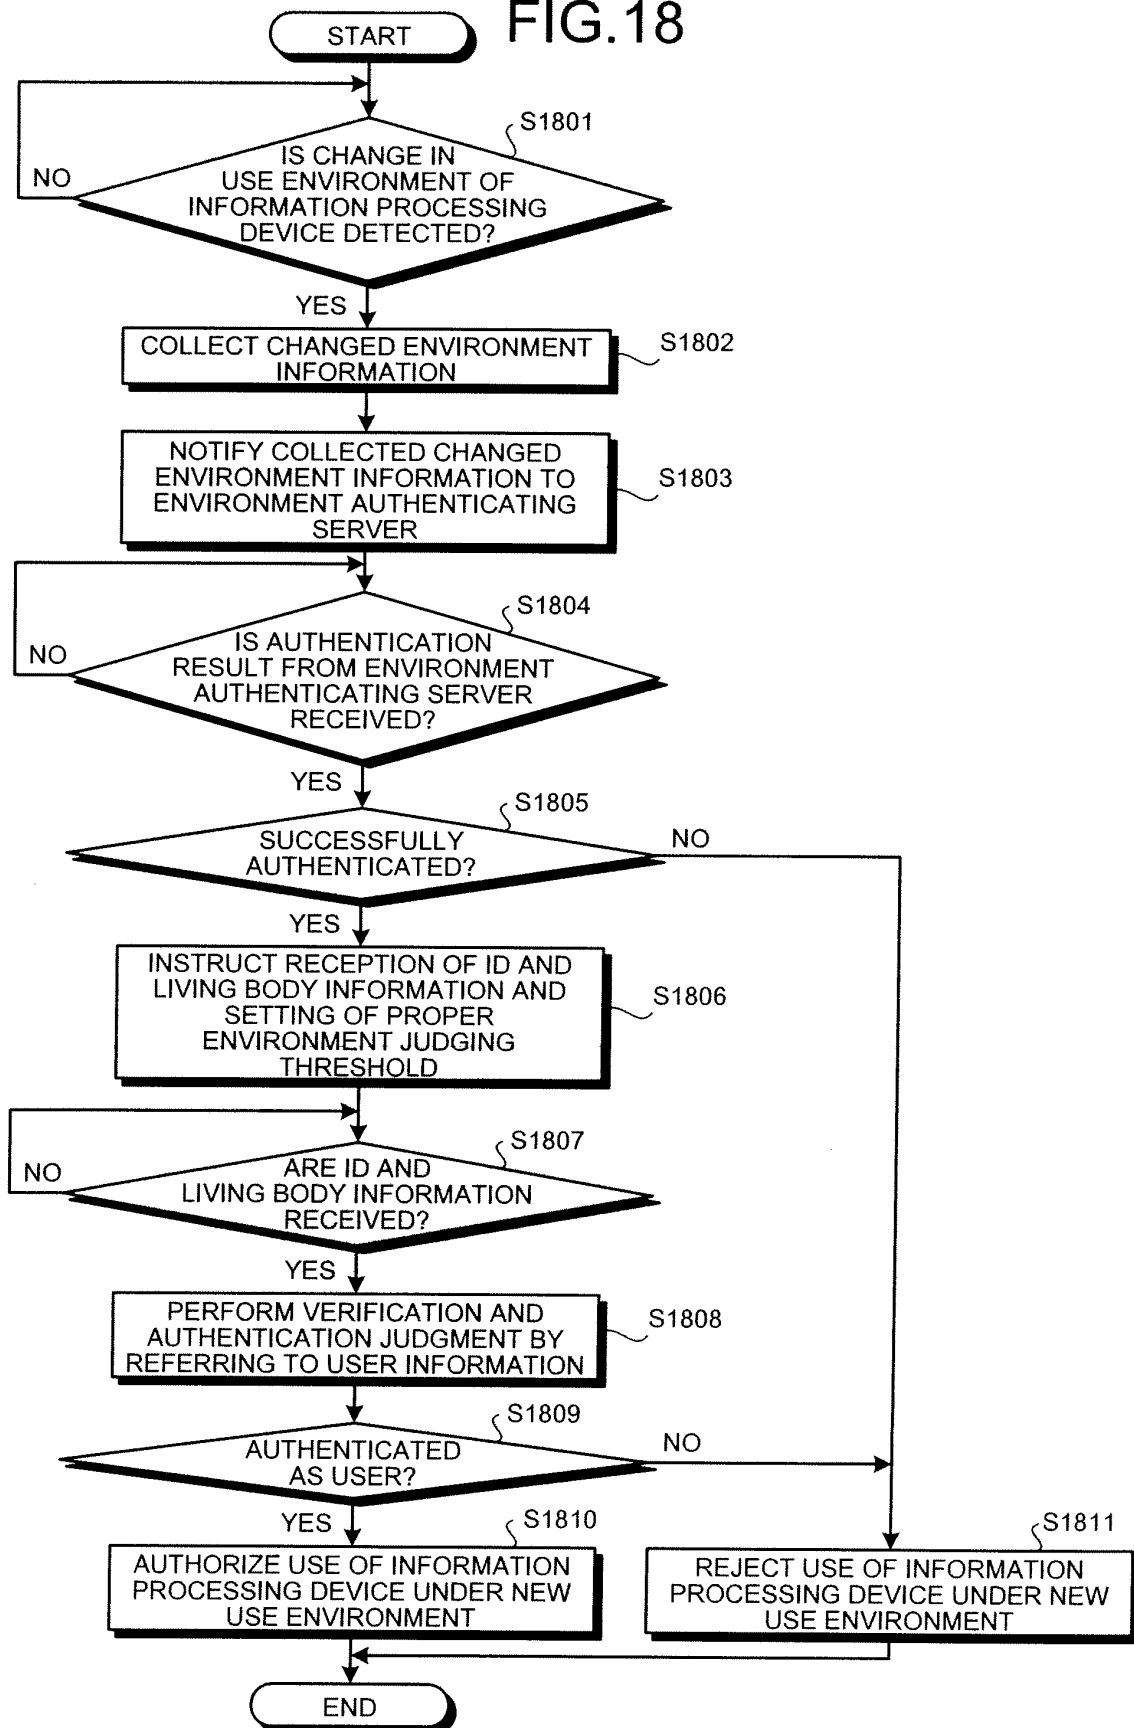 FIG.18
START
S1801
IS CHANGE IN
USE ENVIRONMENT OF
INFORMATION PROCESSING
DEVICE DETECTED?
NO
YES
S1802
COLLECT CHANGED ENVIRONMENT
INFORMATION
NOTIFY COLLECTED CHANGED
ENVIRONMENT INFORMATION TO
ENVIRONMENT AUTHENTICATING
SERVER
S1803
S1804
IS AUTHENTICATION
RESULT FROM ENVIRONMENT
AUTHENTICATING SERVER
RECEIVED?
NO
YES
S1805
SUCCESSFULLY
AUTHENTICATED?
NO
YES
INSTRUCT RECEPTION OF ID AND
LIVING BODY INFORMATION AND
SETTING OF PROPER
ENVIRONMENT JUDGING
THRESHOLD
S1806
S1807
ARE ID AND
LIVING BODY INFORMATION
RECEIVED?
NO
YES
PERFORM VERIFICATION AND
AUTHENTICATION JUDGMENT BY
REFERRING TO USER INFORMATION
S1808
S1809
AUTHENTICATED
AS USER?
NO
YES
S1810
AUTHORIZE USE OF INFORMATION
PROCESSING DEVICE UNDER NEW
USE ENVIRONMENT
S1811
REJECT USE OF INFORMATION
PROCESSING DEVICE UNDER NEW
USE ENVIRONMENT
END